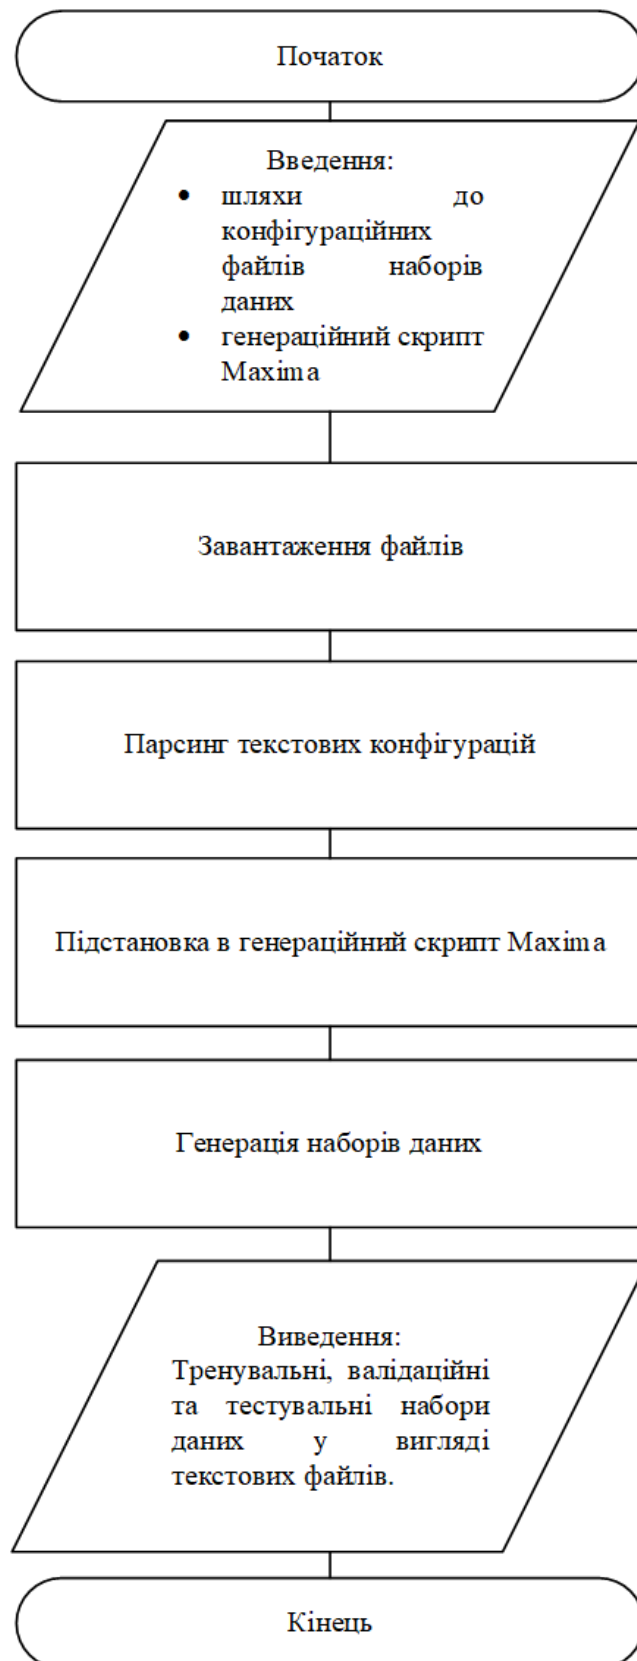 Початок
Введення:
• шляхи до
конфігураційних
файлів наборів
даних
• генераційний скрипт
Maxima
Завантаження файлів
Парсинг текстових конфігурацій
Підстановка в генераційний скрипт Maxima
Генерація наборів даних
Виведення:
Тренувальні, валідаційні
та тестувальні набори
даних у вигляді
текстових файлів.
Кінець